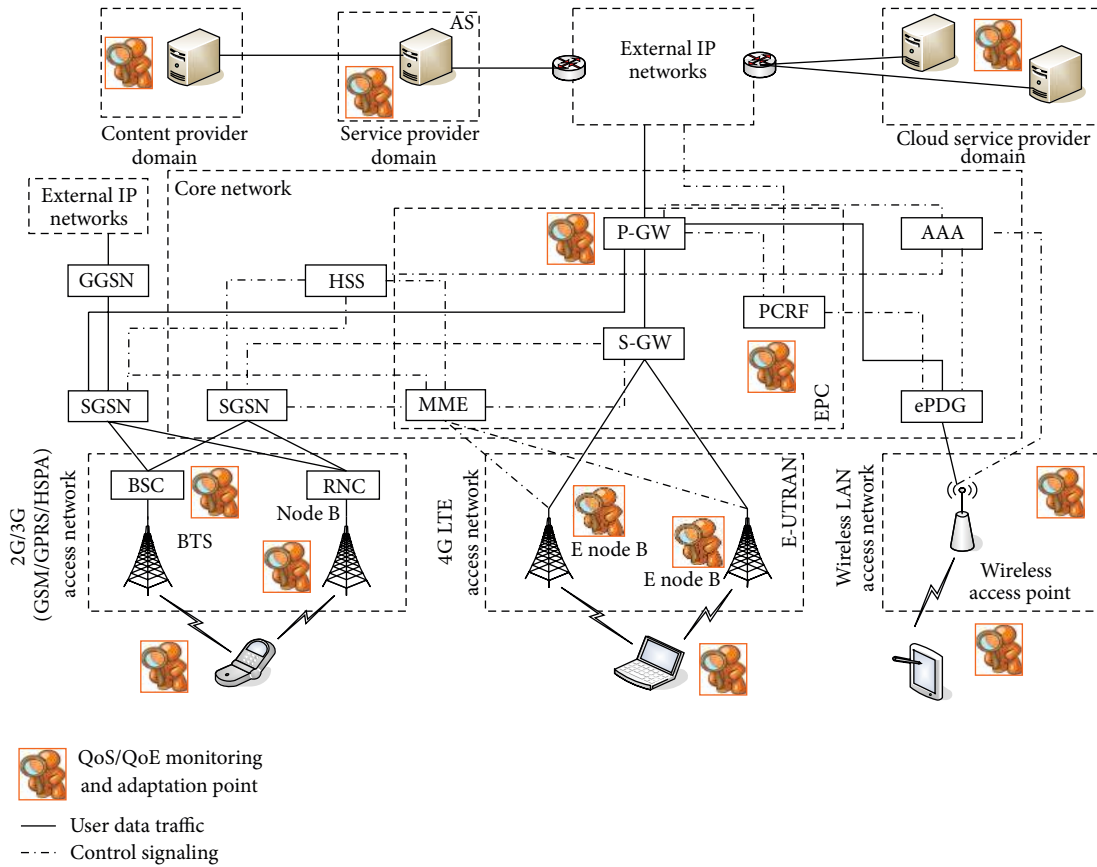 AS
External IP
networks
Content provider
domain
Service provider
domain
Cloud service provider
domain
External IP
networks
Core network
P-GW
AAA
GGSN
HSS
PCRF
S-GW
SGSN
SGSN
MME
EPC
ePDG
2G/3G
(GSM/GPRS/HSPA)
access network
BSC
RNC
BTS
Node B
4G LTE
access network
E node B
E node B
E-UTRAN
Wireless LAN
access network
Wireless
access point
QoS/QoE monitoring
and adaptation point
User data traffic
Control signaling